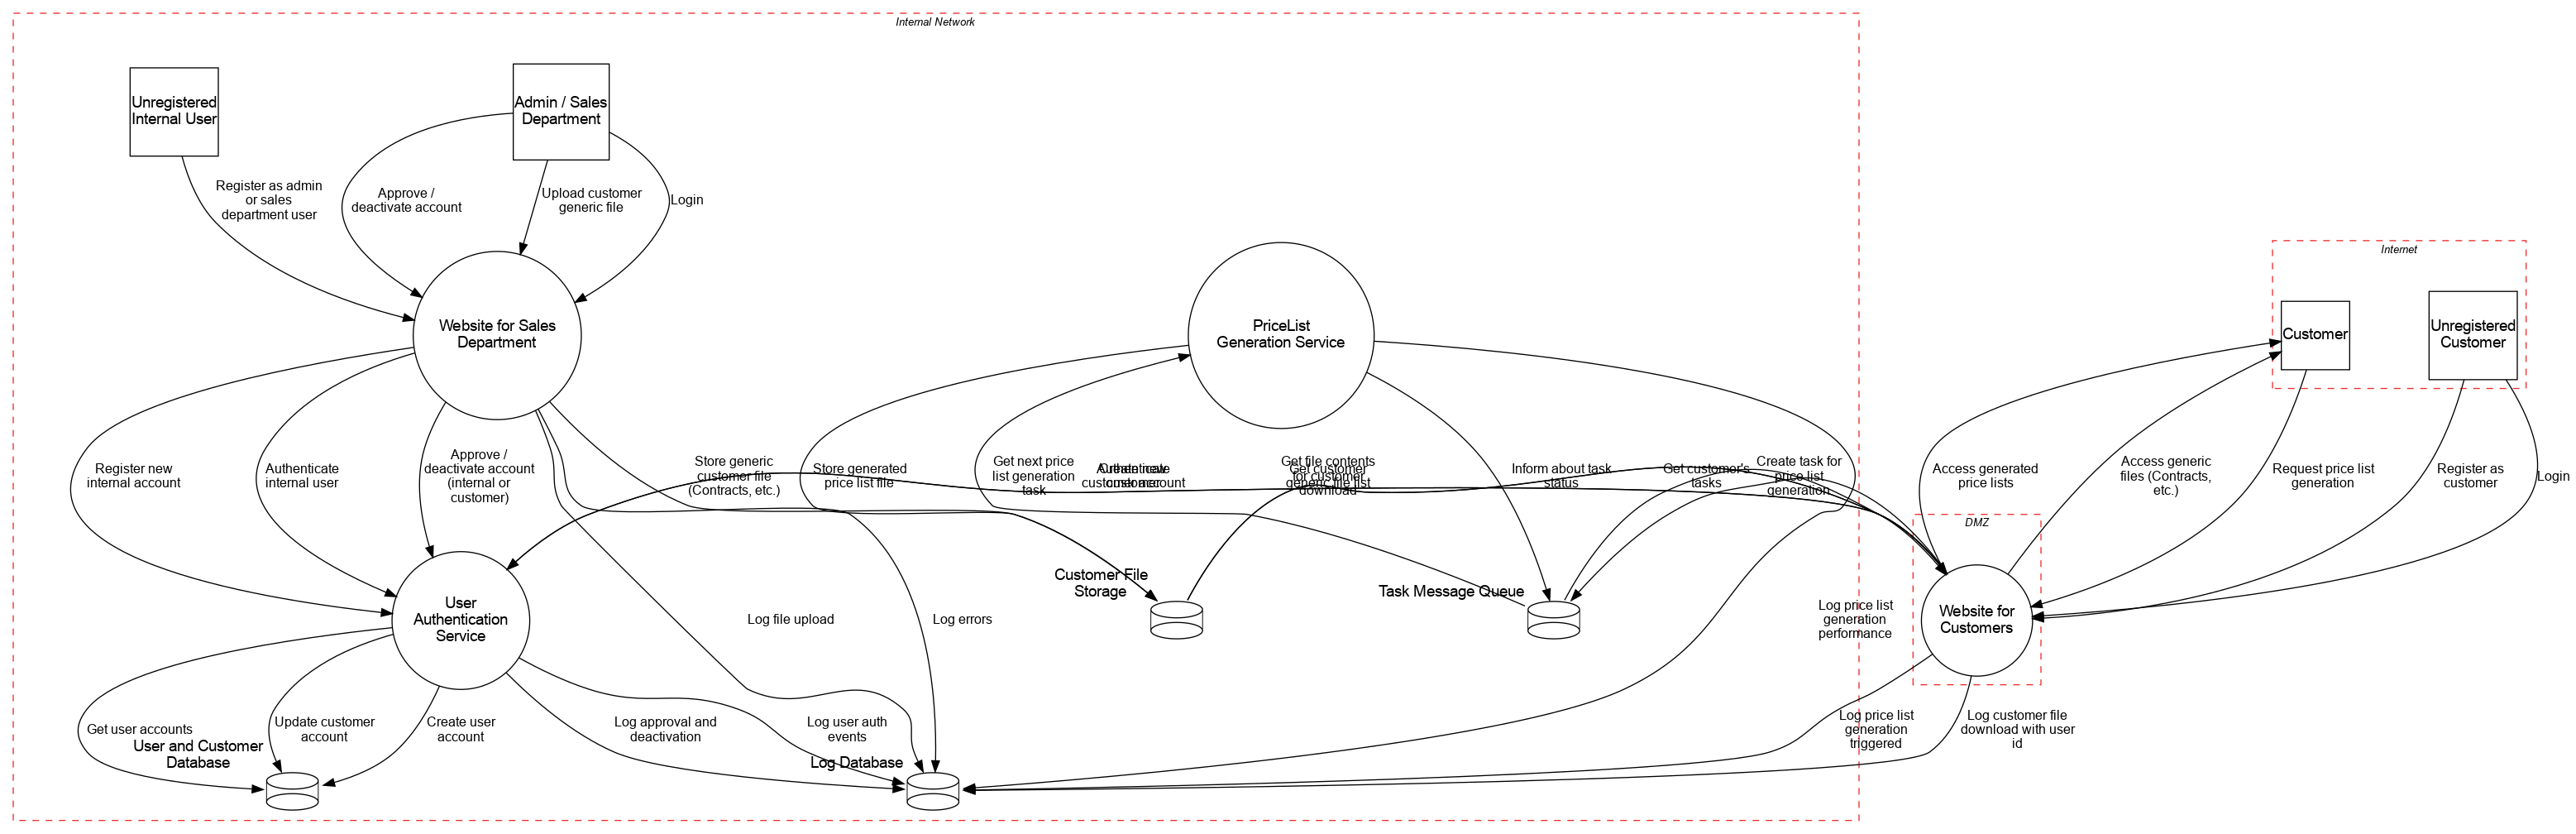 Internal Network
Unregistered
Internal User
Admin / Sales
Department
Register as admin
or sales
department user
Approve /
deactivate account
Upload customer
generic file
Login
Website for Sales
Department
PriceList
Generation Service
Internet
Customer
Unregistered
Customer
Register new
internal account
Authenticate
internal user
Approve /
deactivate account
(internal or
customer)
Store generic
customer file
(Contracts, etc.)
Store generated
price list file
Get next price
list generation
task
Authenticate
customer
Create new
customer account
Get file contents
for customer
download
Get customer
generic file list
Inform about task
status
Get customer's
tasks
Create task for
price list
generation
Access generated
price lists
Access generic
files (Contracts,
etc.)
Request price list
generation
Register as
customer
Login
DMZ
User
Authentication
Service
Customer File
Storage
Task Message Queue
Website for
Customers
Log file upload
Log errors
Log price list
generation
performance
Get user accounts
Update customer
account
Create user
account
Log approval and
deactivation
Log user auth
events
Log price list
generation
triggered
Log customer file
download with user
id
User and Customer
Database
Log Database